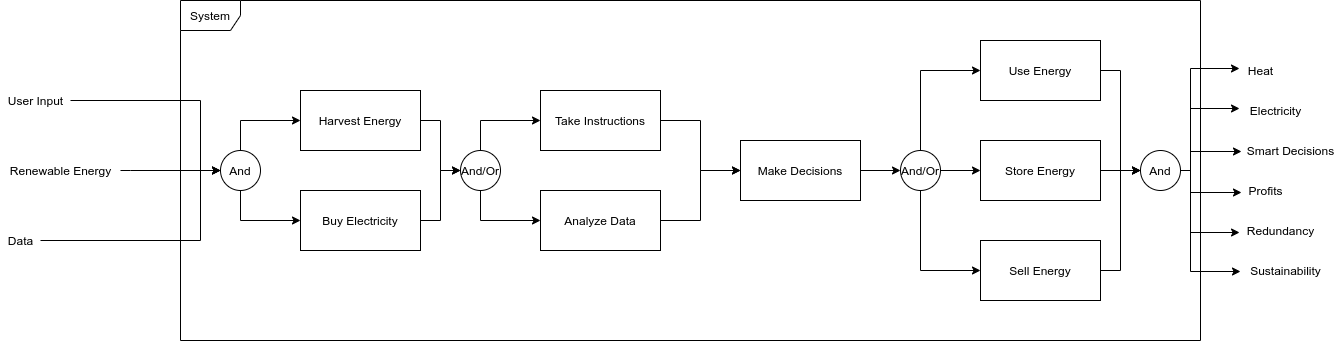 System
User Input
Renewable Energy
Data
And
Harvest Energy
Buy Electricity
And/Or
Take Instructions
Analyze Data
Make Decisions
And/Or
Use Energy
Store Energy
Sell Energy
And
Heat
Electricity
Smart Decisions
Profits
Redundancy
Sustainability